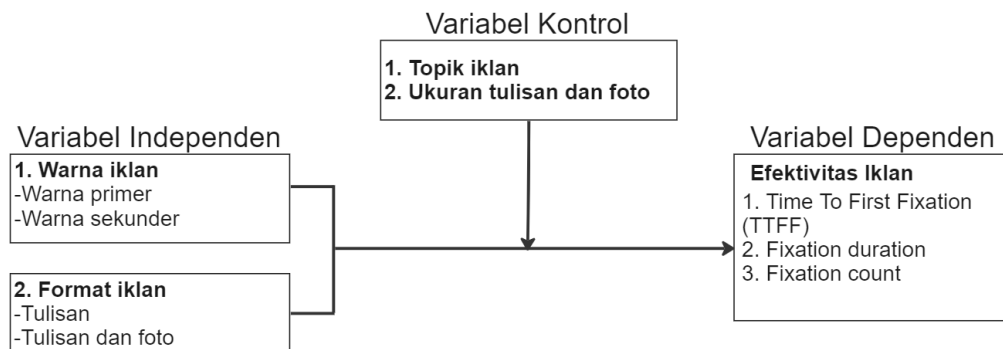 Variabel Kontrol
1. Topik iklan
2. Ukuran tulisan dan foto
Variabel Independen
1. Warna iklan
-Warna primer
-Warna sekunder
2. Format iklan
-Tulisan
-Tulisan dan foto
Variabel Dependen
Efektivitas Iklan
1. Time To First Fixation
(TTFF)
2. Fixation duration
3. Fixation count